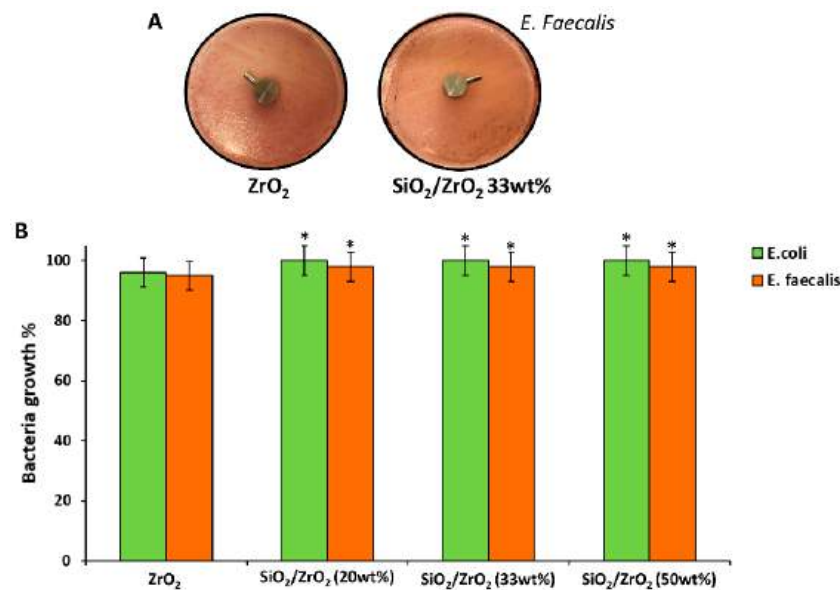 A
E. Faecalis
ZrO₂
SiO₂/ZrO₂ 33wt%
B
* * * * * *
Bacteria growth %
100
80
60
40
20
0
E.coli
E. faecalis
ZrO₂
SiO₂/ZrO₂ (20wt%)
SiO₂/ZrO₂ (33wt%)
SiO₂/ZrO₂ (50wt%)